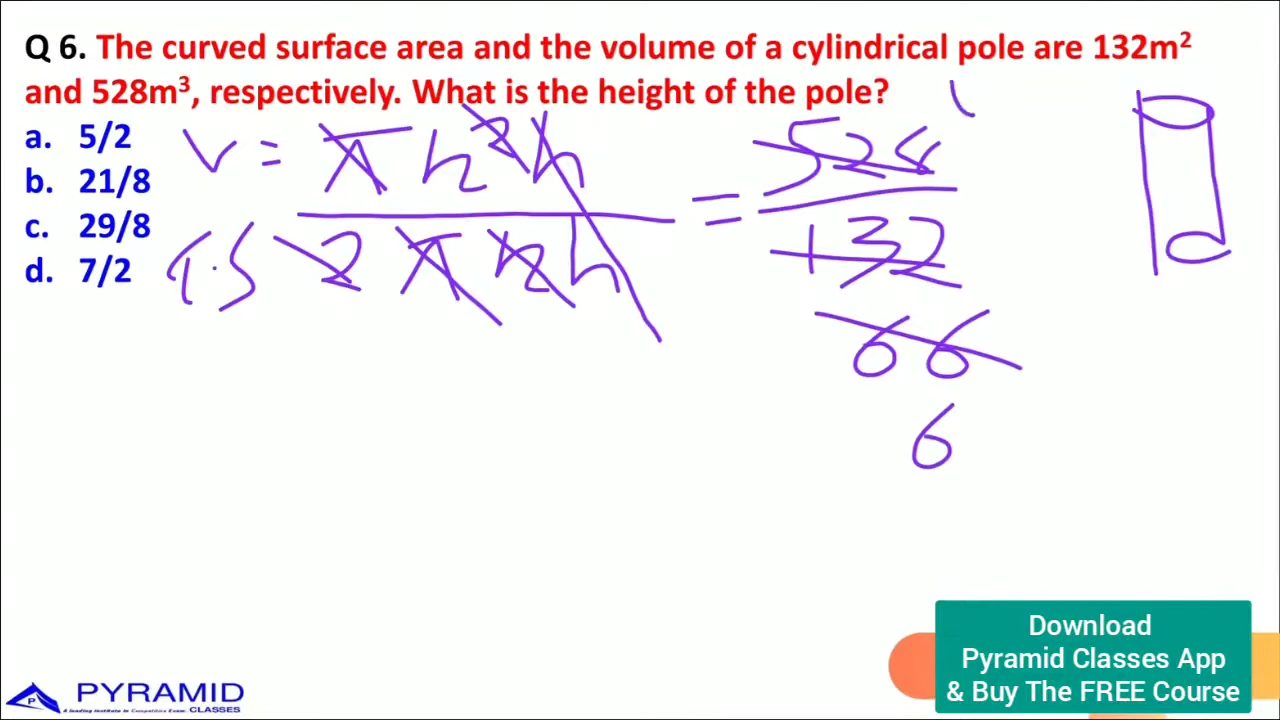 Q 6. The curved surface area and the volume of a cylindrical pole are 132m²
and 528m³, respectively. What is the height of the pole?
a. 5/2
b. 21/8
c. 29/8
d. 7/2
V = π r² h = 528
T.S 2 π r h 132
66
6
PYRAMID
CLASSES
Download
Pyramid Classes App
& Buy The FREE Course